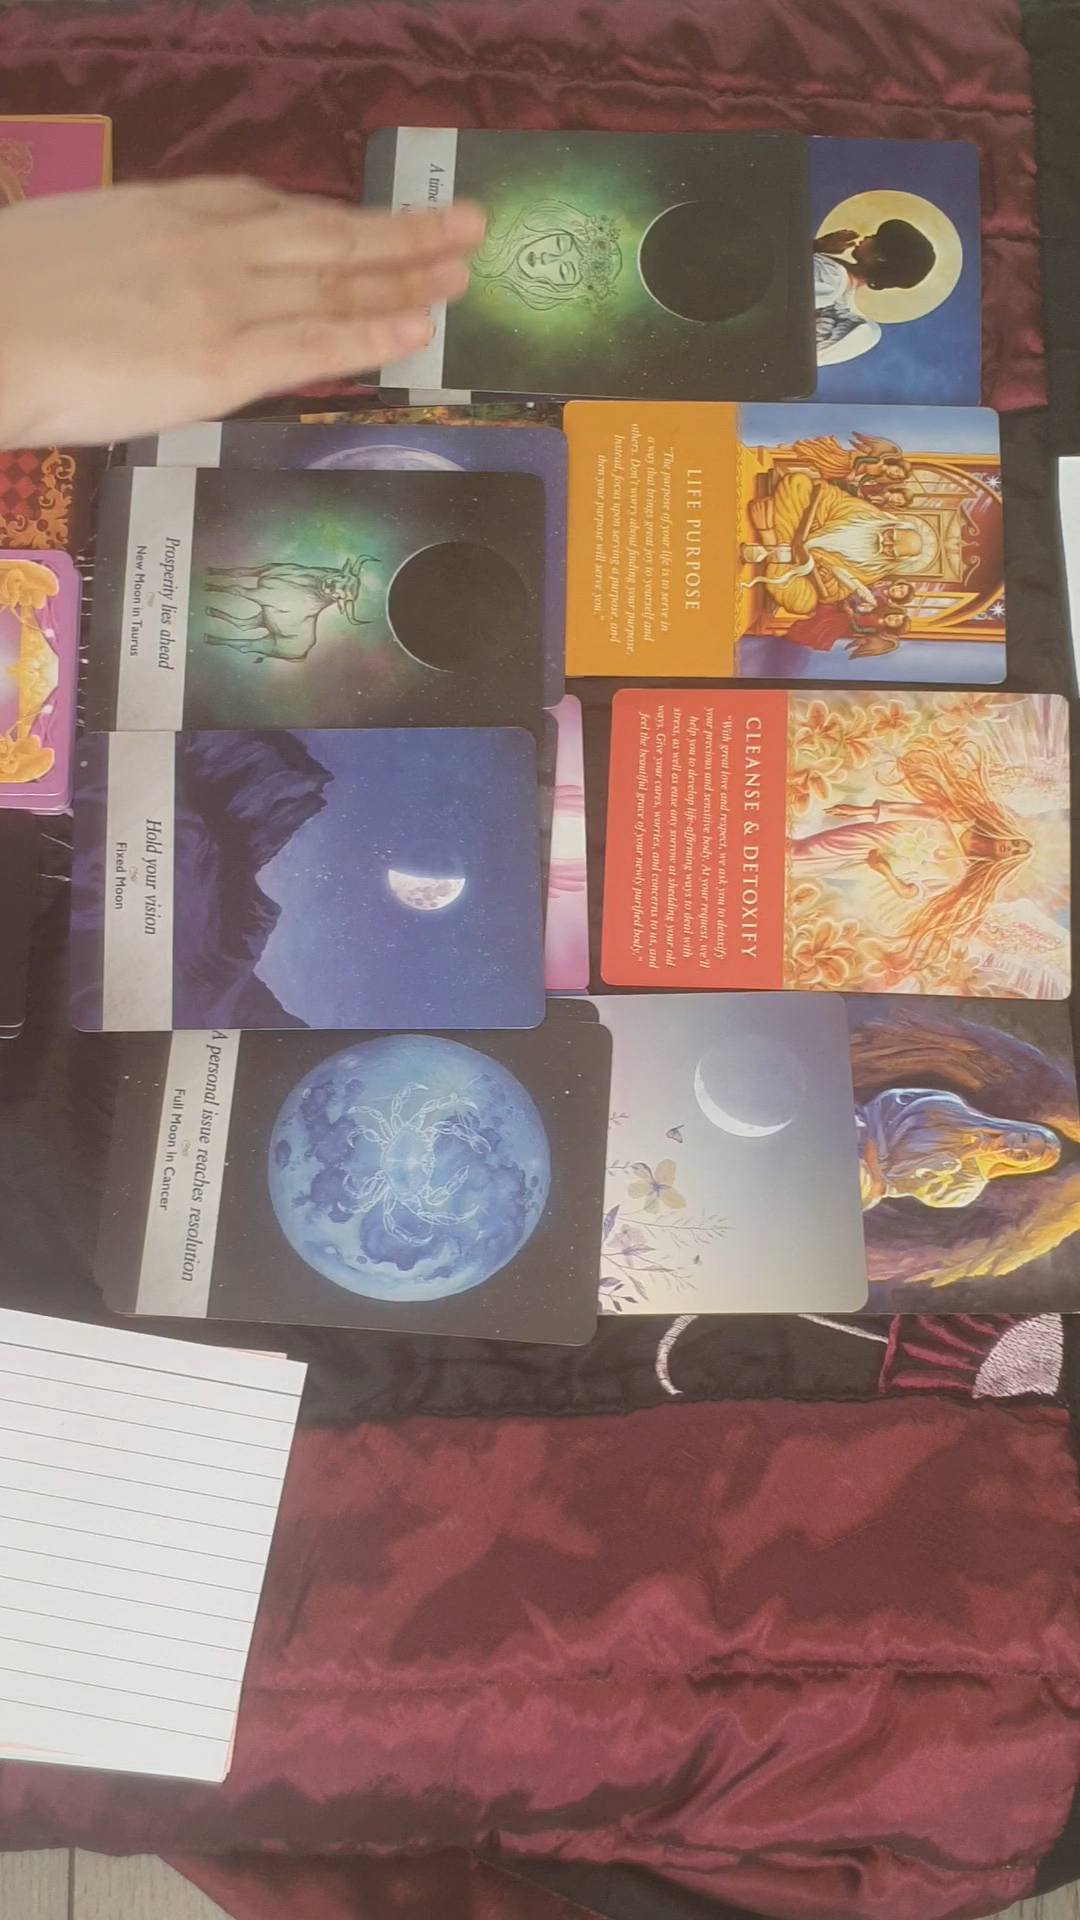 A time
LIFE PURPOSE
"The purpose of your life is to serve in
a way that brings great joy to yourself and
others. Don't worry about finding your purpose.
Instead, focus upon serving a purpose, and
then your purpose will serve you."
Prosperity lies ahead
New Moon in Taurus
CLEANSE & DETOXIFY
"With great love and respect, we ask you to detoxify
your precious and sensitive body. At your request, we'll
help you to develop life-affirming ways to deal with
stress, as well as ease any sorrow at shedding your old
ways. Give your cares, worries, and concerns to us, and
feel the beautiful grace of your newly purified body."
Hold your vision
Fixed Moon
A personal issue reaches resolution
Full Moon in Cancer